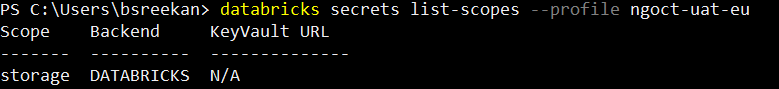 PS C:\Users\bsreekan> databricks secrets list-scopes --profile ngoct-uat-eu
Scope    Backend     KeyVault URL
-------  ----------  --------------
storage  DATABRICKS  N/A